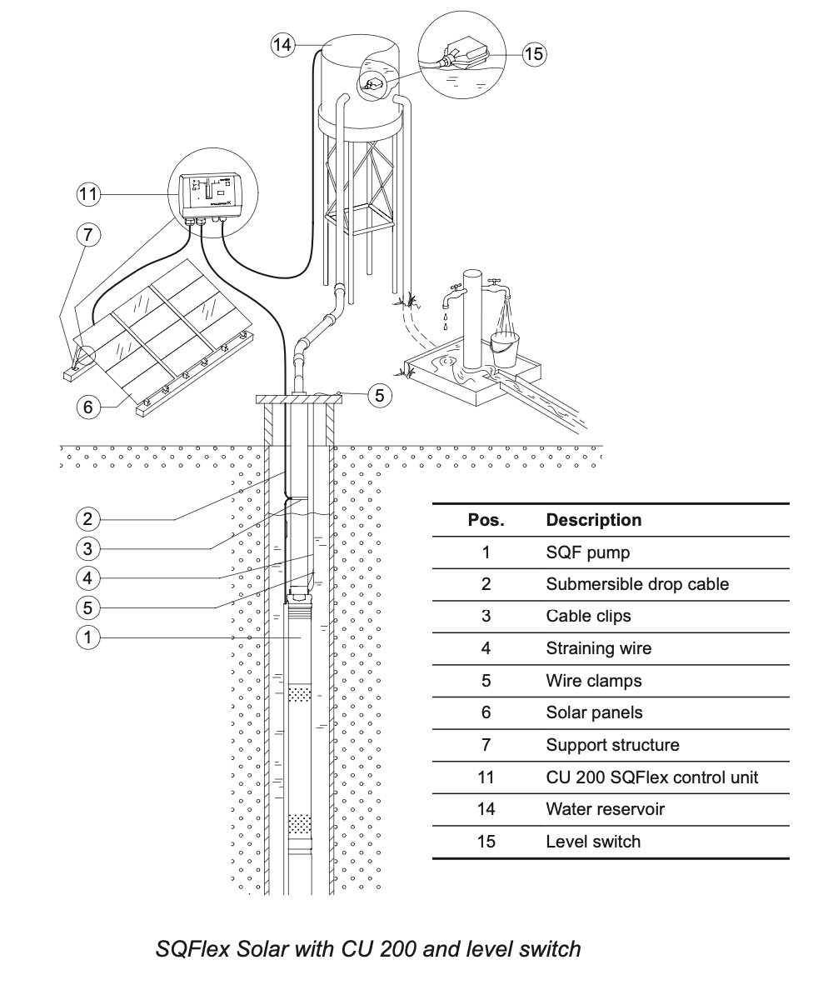 14
15
11
7
6
5
2
3
4
5
1
Pos. Description
1 SQF pump
2 Submersible drop cable
3 Cable clips
4 Straining wire
5 Wire clamps
6 Solar panels
7 Support structure
11 CU 200 SQFlex control unit
14 Water reservoir
15 Level switch
SQFlex Solar with CU 200 and level switch